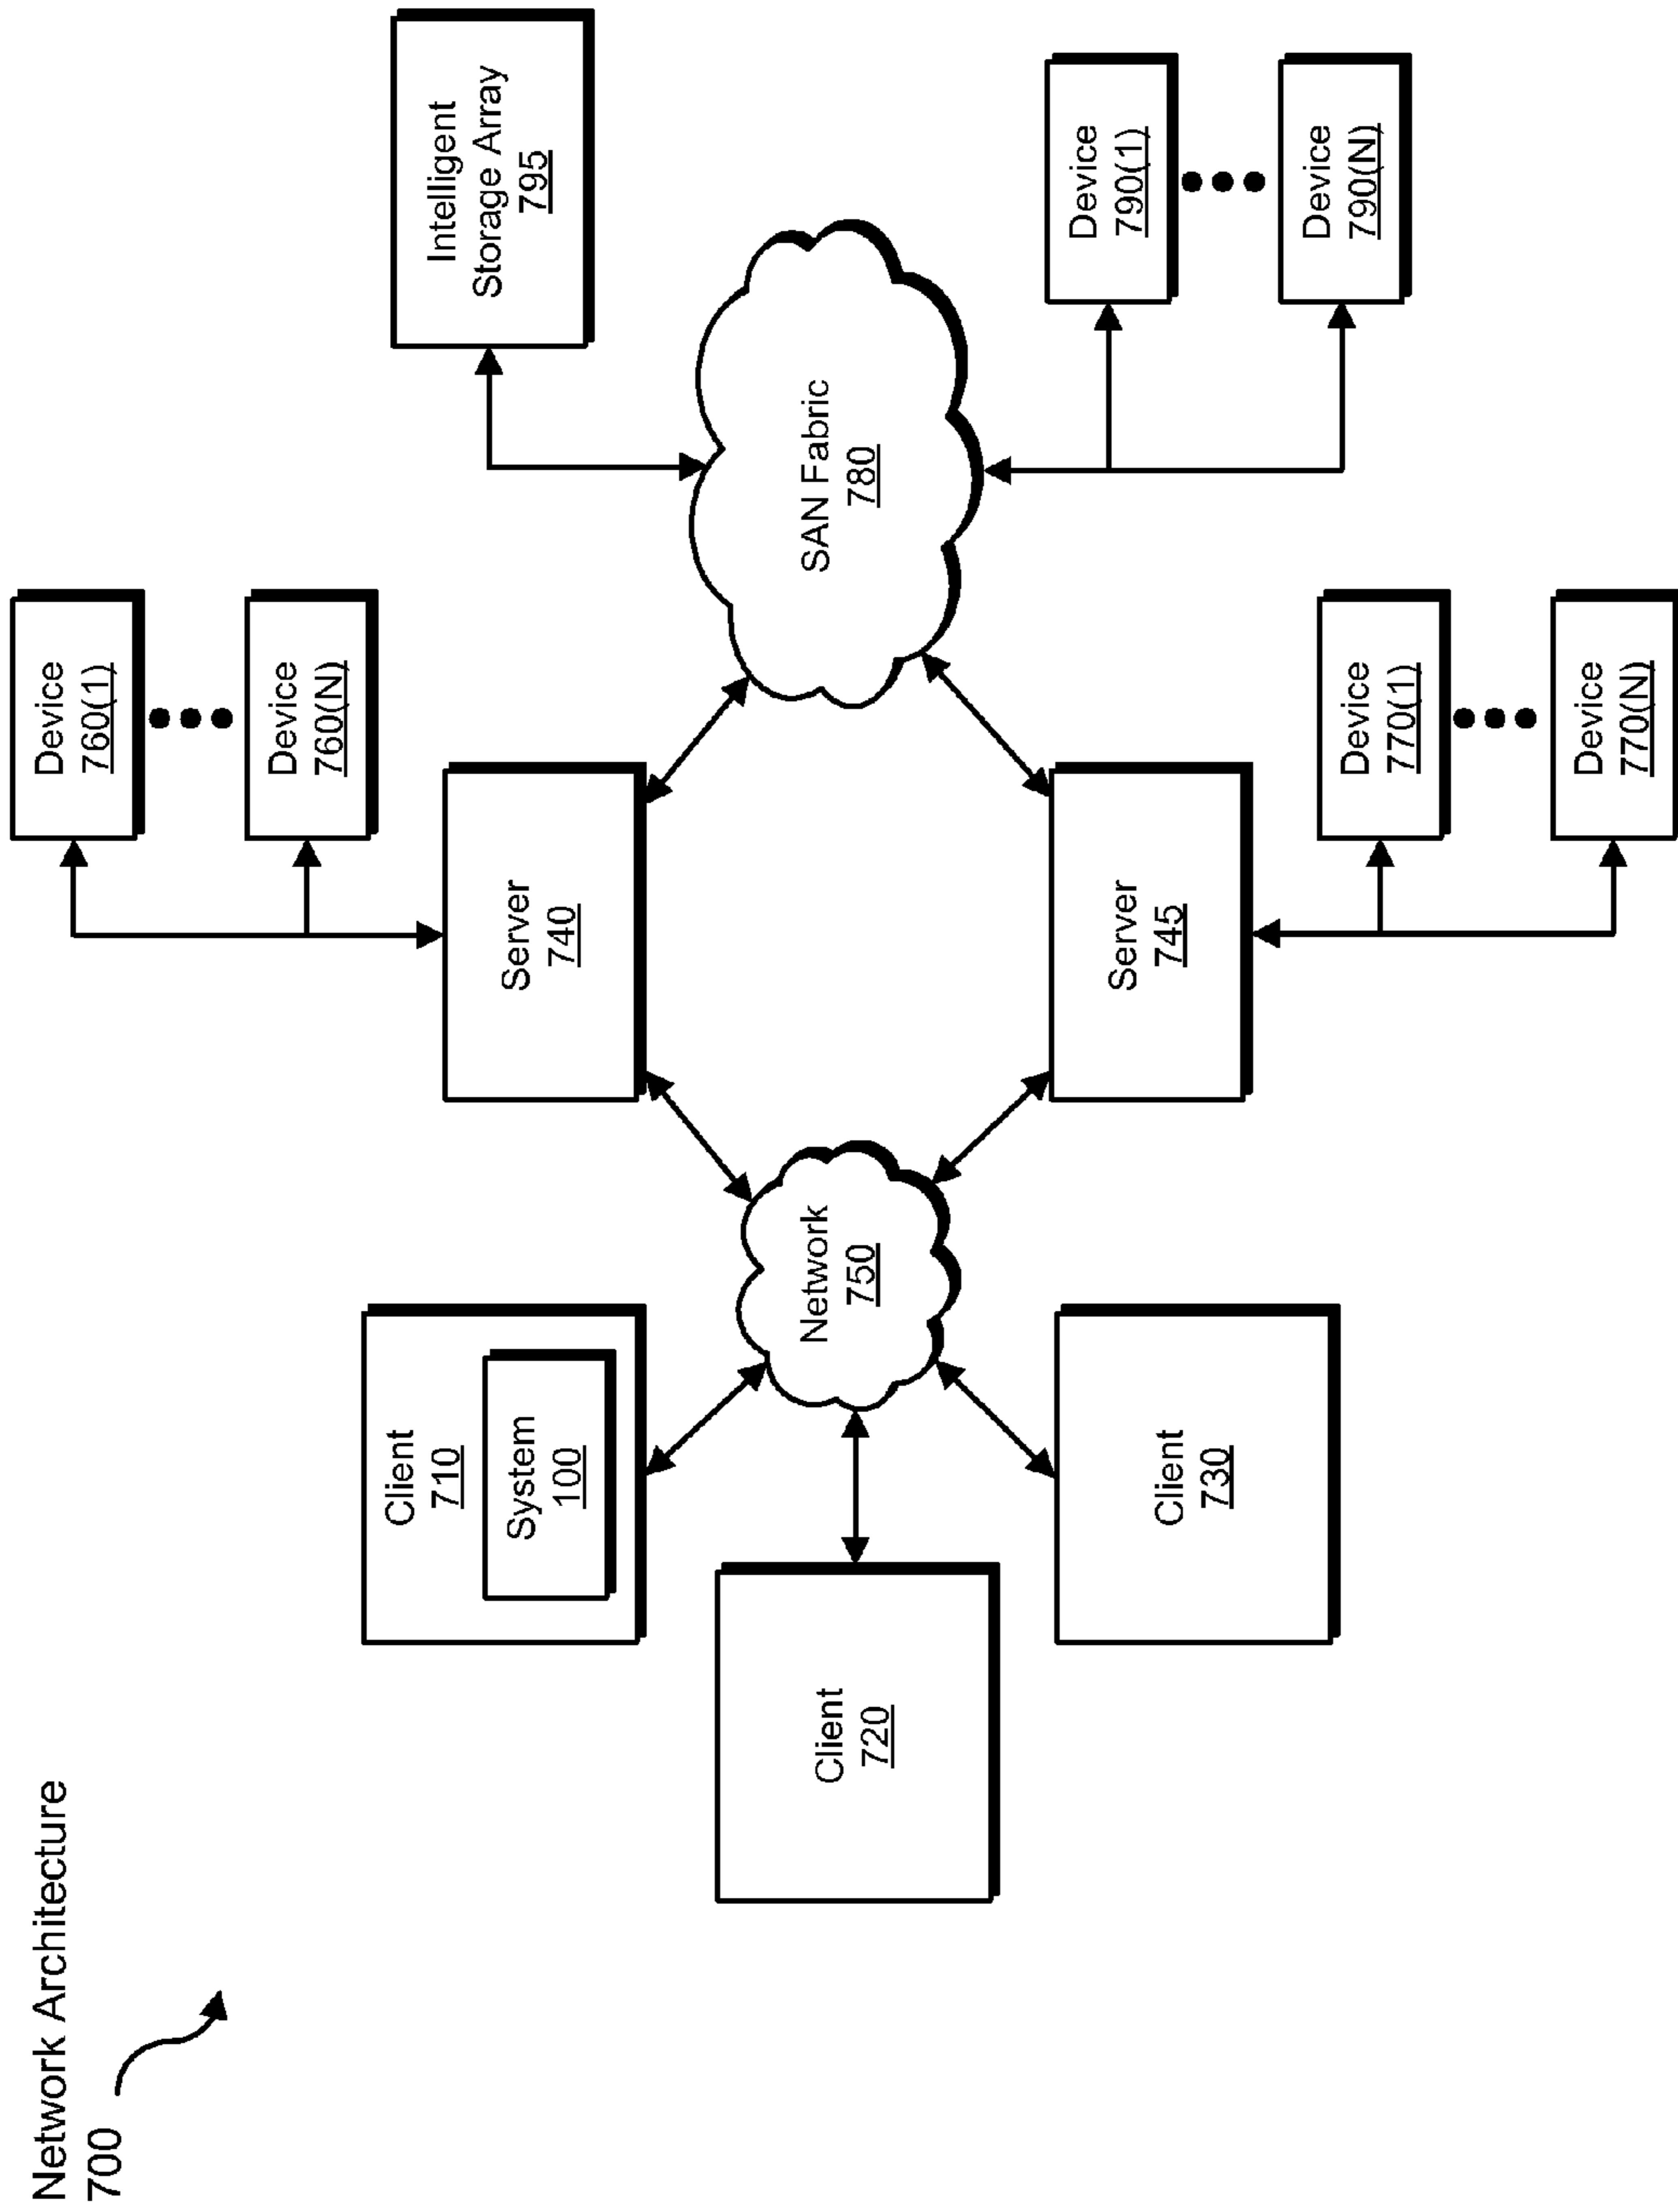 Network Architecture
700
Client
710
System
100
Client
720
Client
730
Network
750
Device
760(1)
Device
760(N)
Server
740
Server
745
Device
770(1)
Device
770(N)
SAN Fabric
780
Intelligent
Storage Array
795
Device
790(1)
Device
790(N)